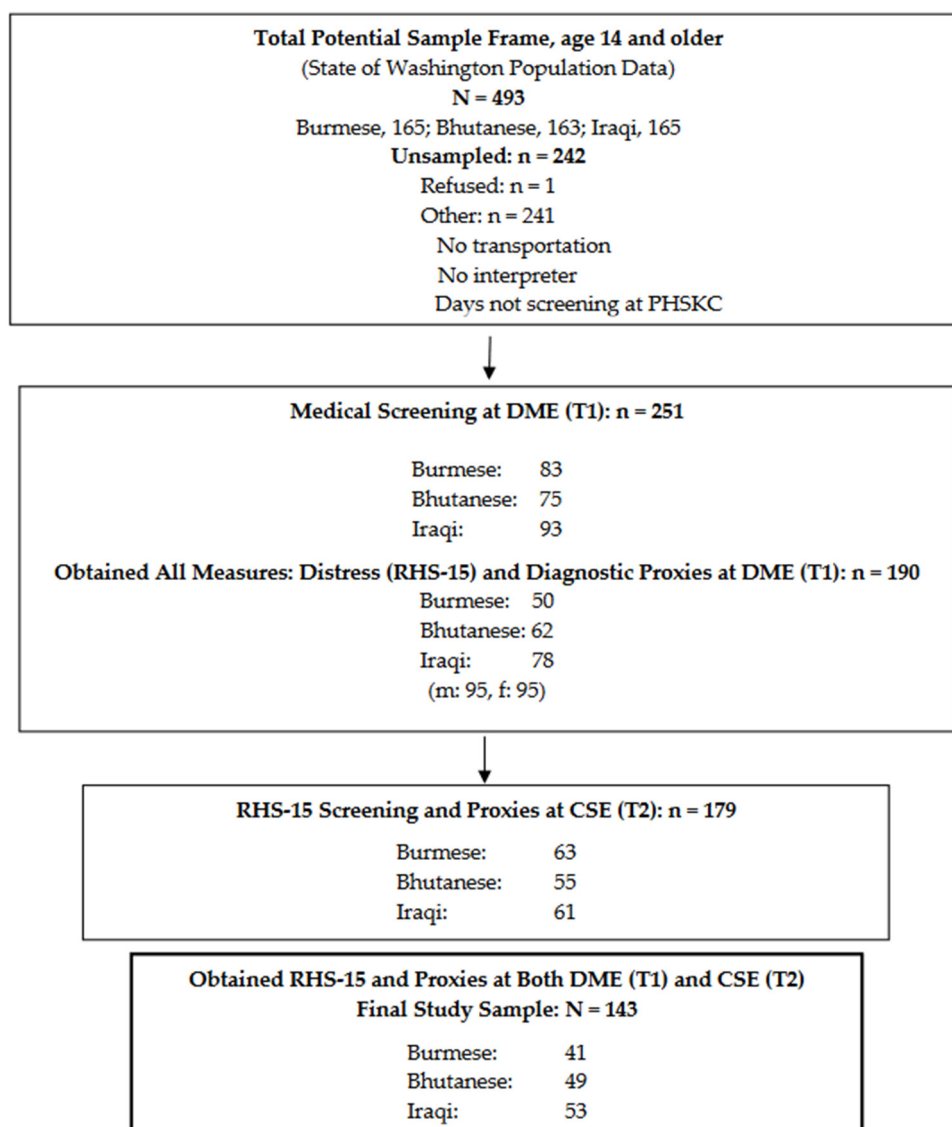 Total Potential Sample Frame, age 14 and older
(State of Washington Population Data)
N = 493
Burmese, 165; Bhutanese, 163; Iraqi, 165
Unsampled: n = 242
Refused: n = 1
Other: n = 241
No transportation
No interpreter
Days not screening at PHSKC
Medical Screening at DME (T1): n = 251
Burmese: 83
Bhutanese: 75
Iraqi: 93
Obtained All Measures: Distress (RHS-15) and Diagnostic Proxies at DME (T1): n = 190
Burmese: 50
Bhutanese: 62
Iraqi: 78
(m: 95, f: 95)
RHS-15 Screening and Proxies at CSE (T2): n = 179
Burmese: 63
Bhutanese: 55
Iraqi: 61
Obtained RHS-15 and Proxies at Both DME (T1) and CSE (T2)
Final Study Sample: N = 143
Burmese: 41
Bhutanese: 49
Iraqi: 53